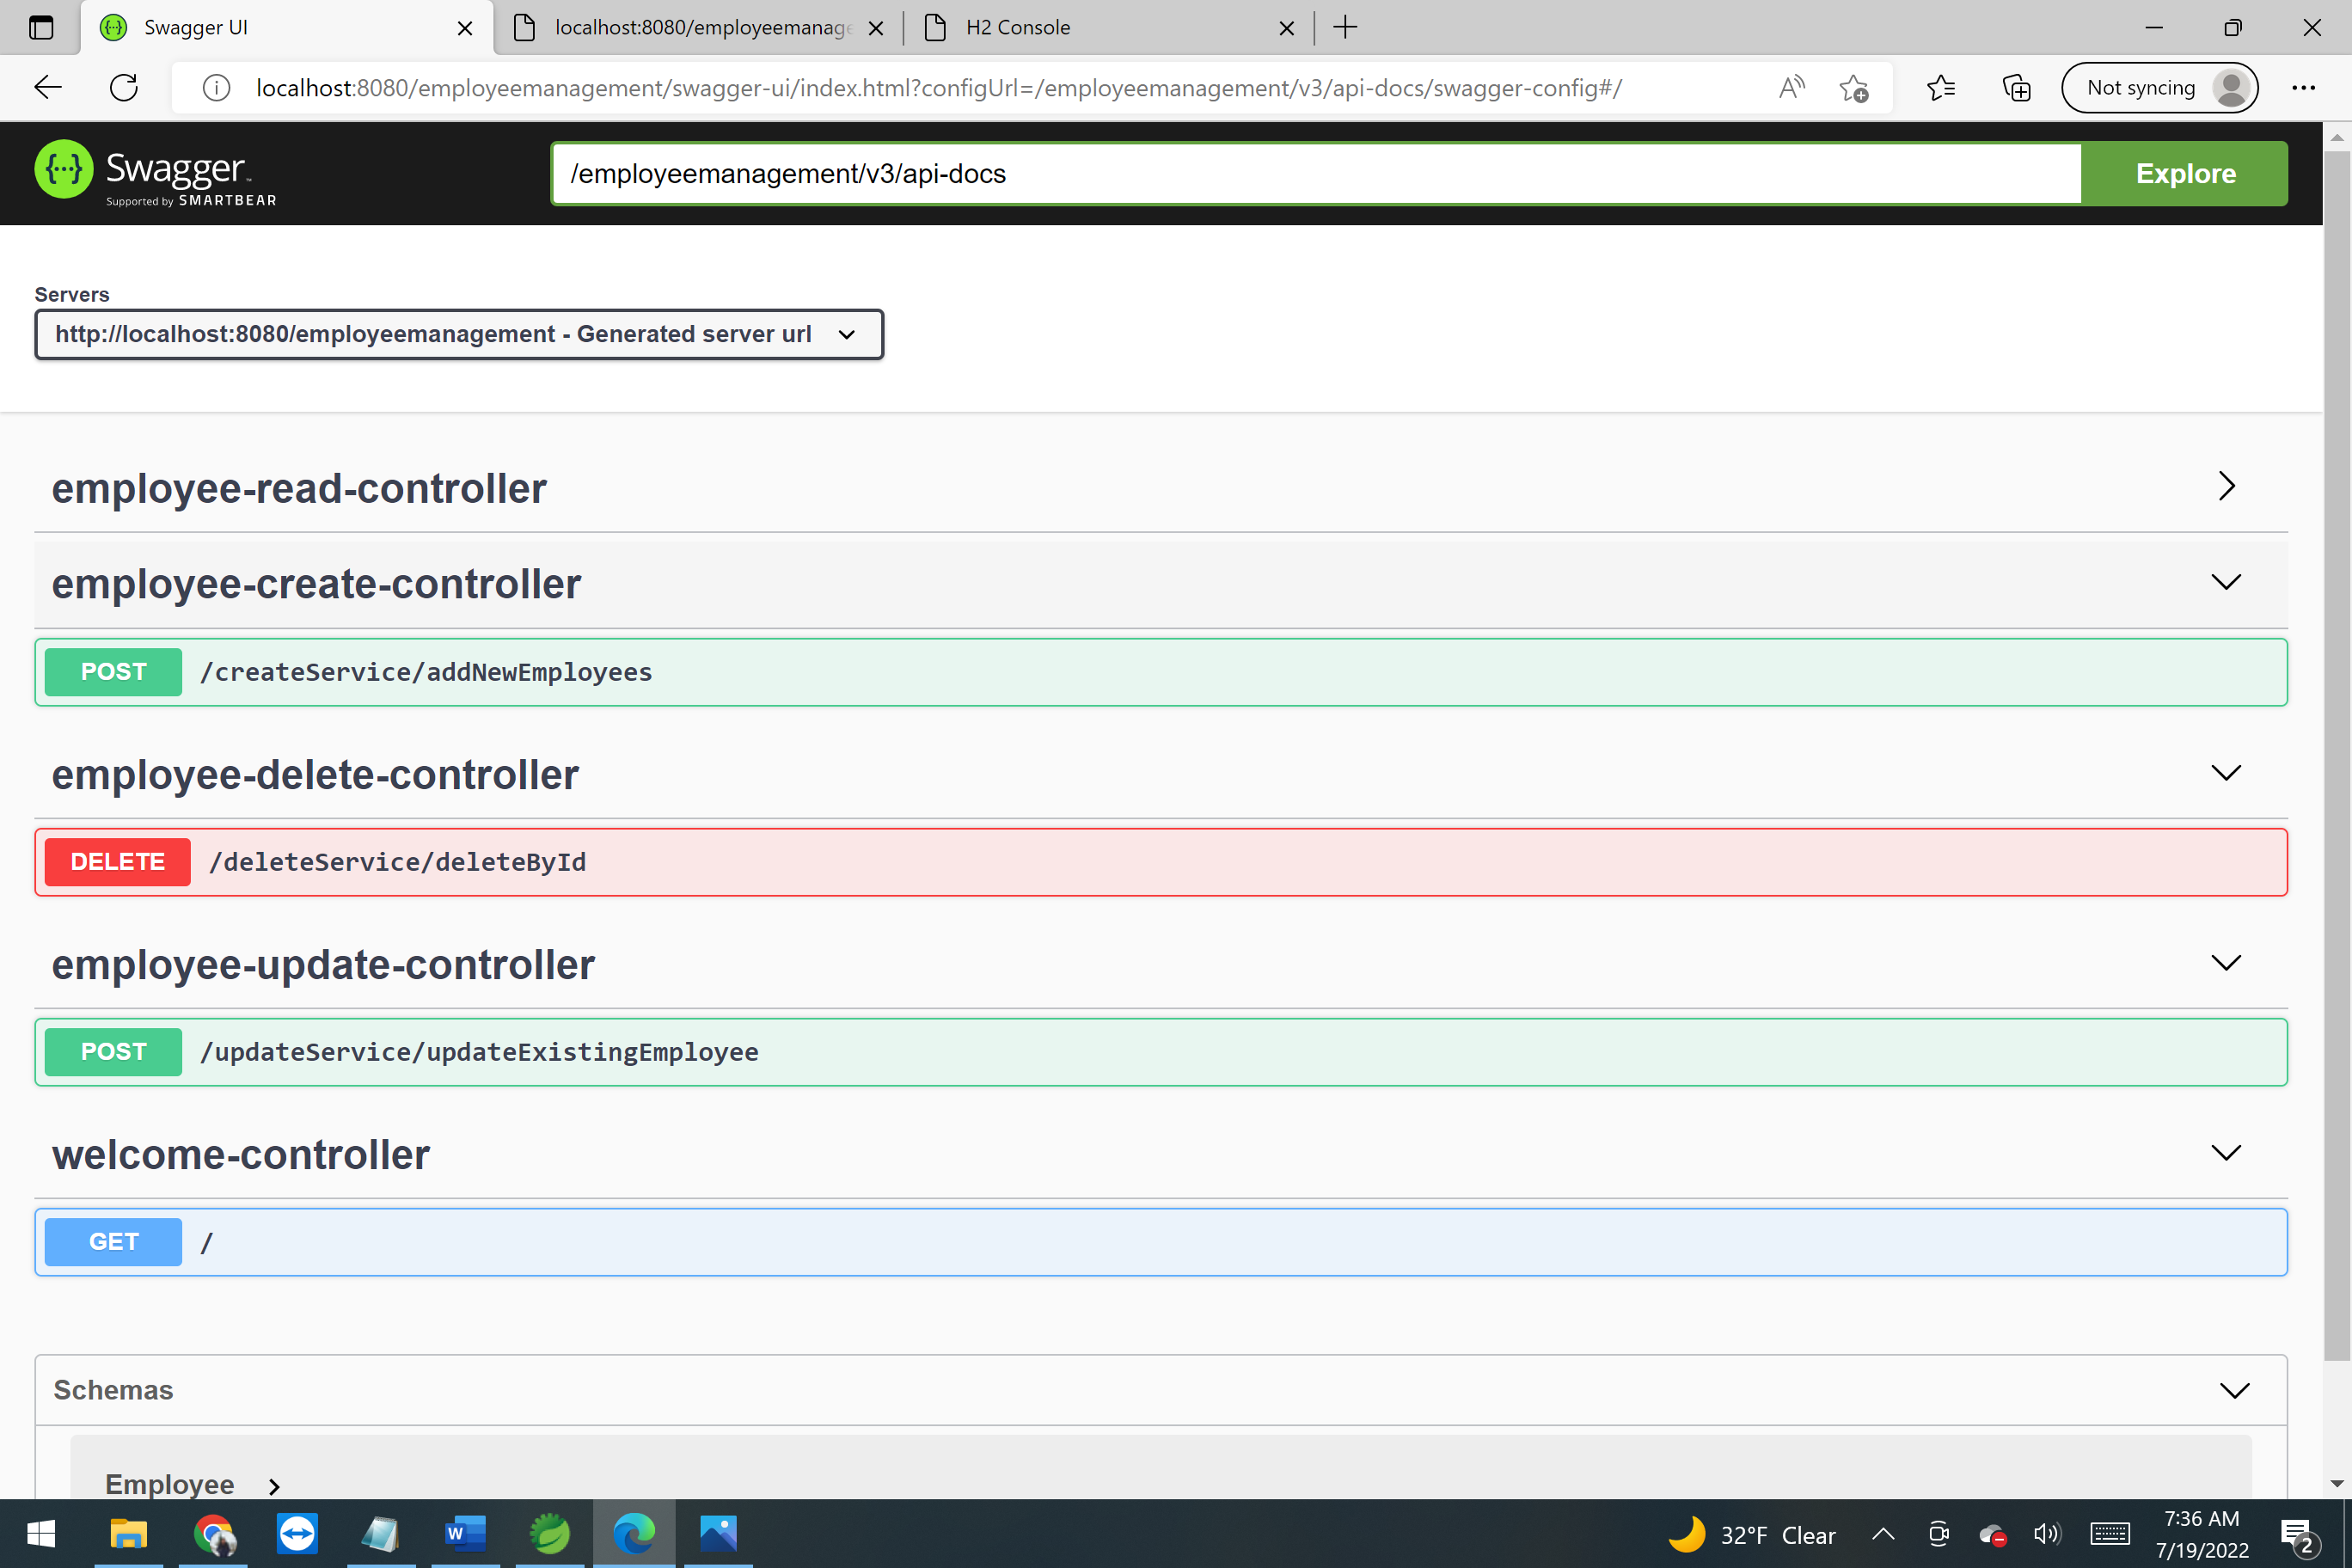 Swagger UI
localhost:8080/employeemanage
H2 Console
localhost:8080/employeemanagement/swagger-ui/index.html?configUrl=/employeemanagement/v3/api-docs/swagger-config#/
Not syncing
Swagger
Supported by SMARTBEAR
/employeemanagement/v3/api-docs
Explore
Servers
http://localhost:8080/employeemanagement - Generated server url
employee-read-controller
employee-create-controller
POST /createService/addNewEmployees
employee-delete-controller
DELETE /deleteService/deleteById
employee-update-controller
POST /updateService/updateExistingEmployee
welcome-controller
GET /
Schemas
Employee
32°F Clear
7:36 AM
7/19/2022
2